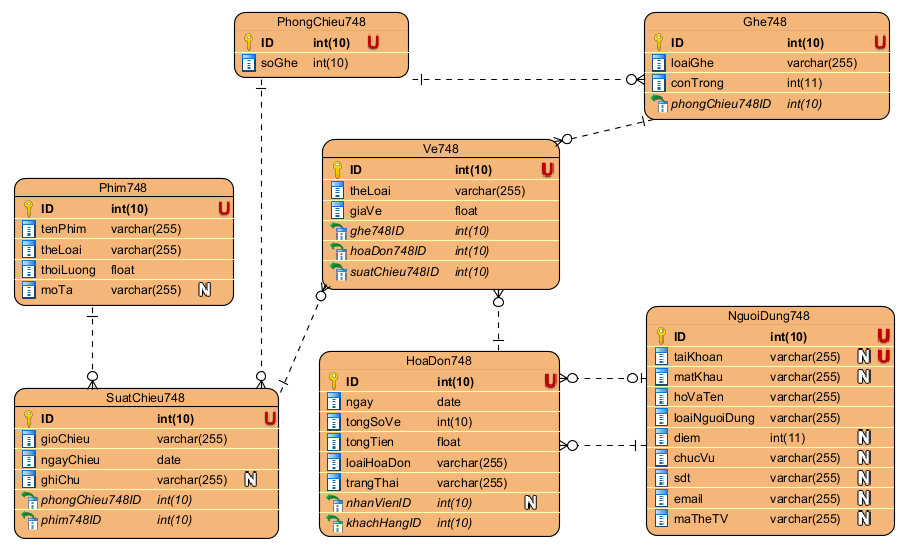 PhongChieu748
ID int(10) U
soGhe int(10)
Ghe748
ID int(10) U
loaiGhe varchar(255)
conTrong int(11)
phongChieu748ID int(10)
Ve748
ID int(10) U
theLoai varchar(255)
giaVe float
ghe748ID int(10)
hoaDon748ID int(10)
suatChieu748ID int(10)
Phim748
ID int(10) U
tenPhim varchar(255)
theLoai varchar(255)
thoiLuong float
moTa varchar(255) N
SuatChieu748
ID int(10) U
gioChieu varchar(255)
ngayChieu date
ghiChu varchar(255) N
phongChieu748ID int(10)
phim748ID int(10)
HoaDon748
ID int(10) U
ngay date
tongSoVe int(10)
tongTien float
loaiHoaDon varchar(255)
trangThai varchar(255)
nhanVienID int(10) N
khachHangID int(10)
NguoiDung748
ID int(10) U
taiKhoan varchar(255) N U
matKhau varchar(255) N
hoVaTen varchar(255)
loaiNguoiDung varchar(255)
diem int(11) N
chucVu varchar(255) N
sdt varchar(255) N
email varchar(255) N
maTheTV varchar(255) N